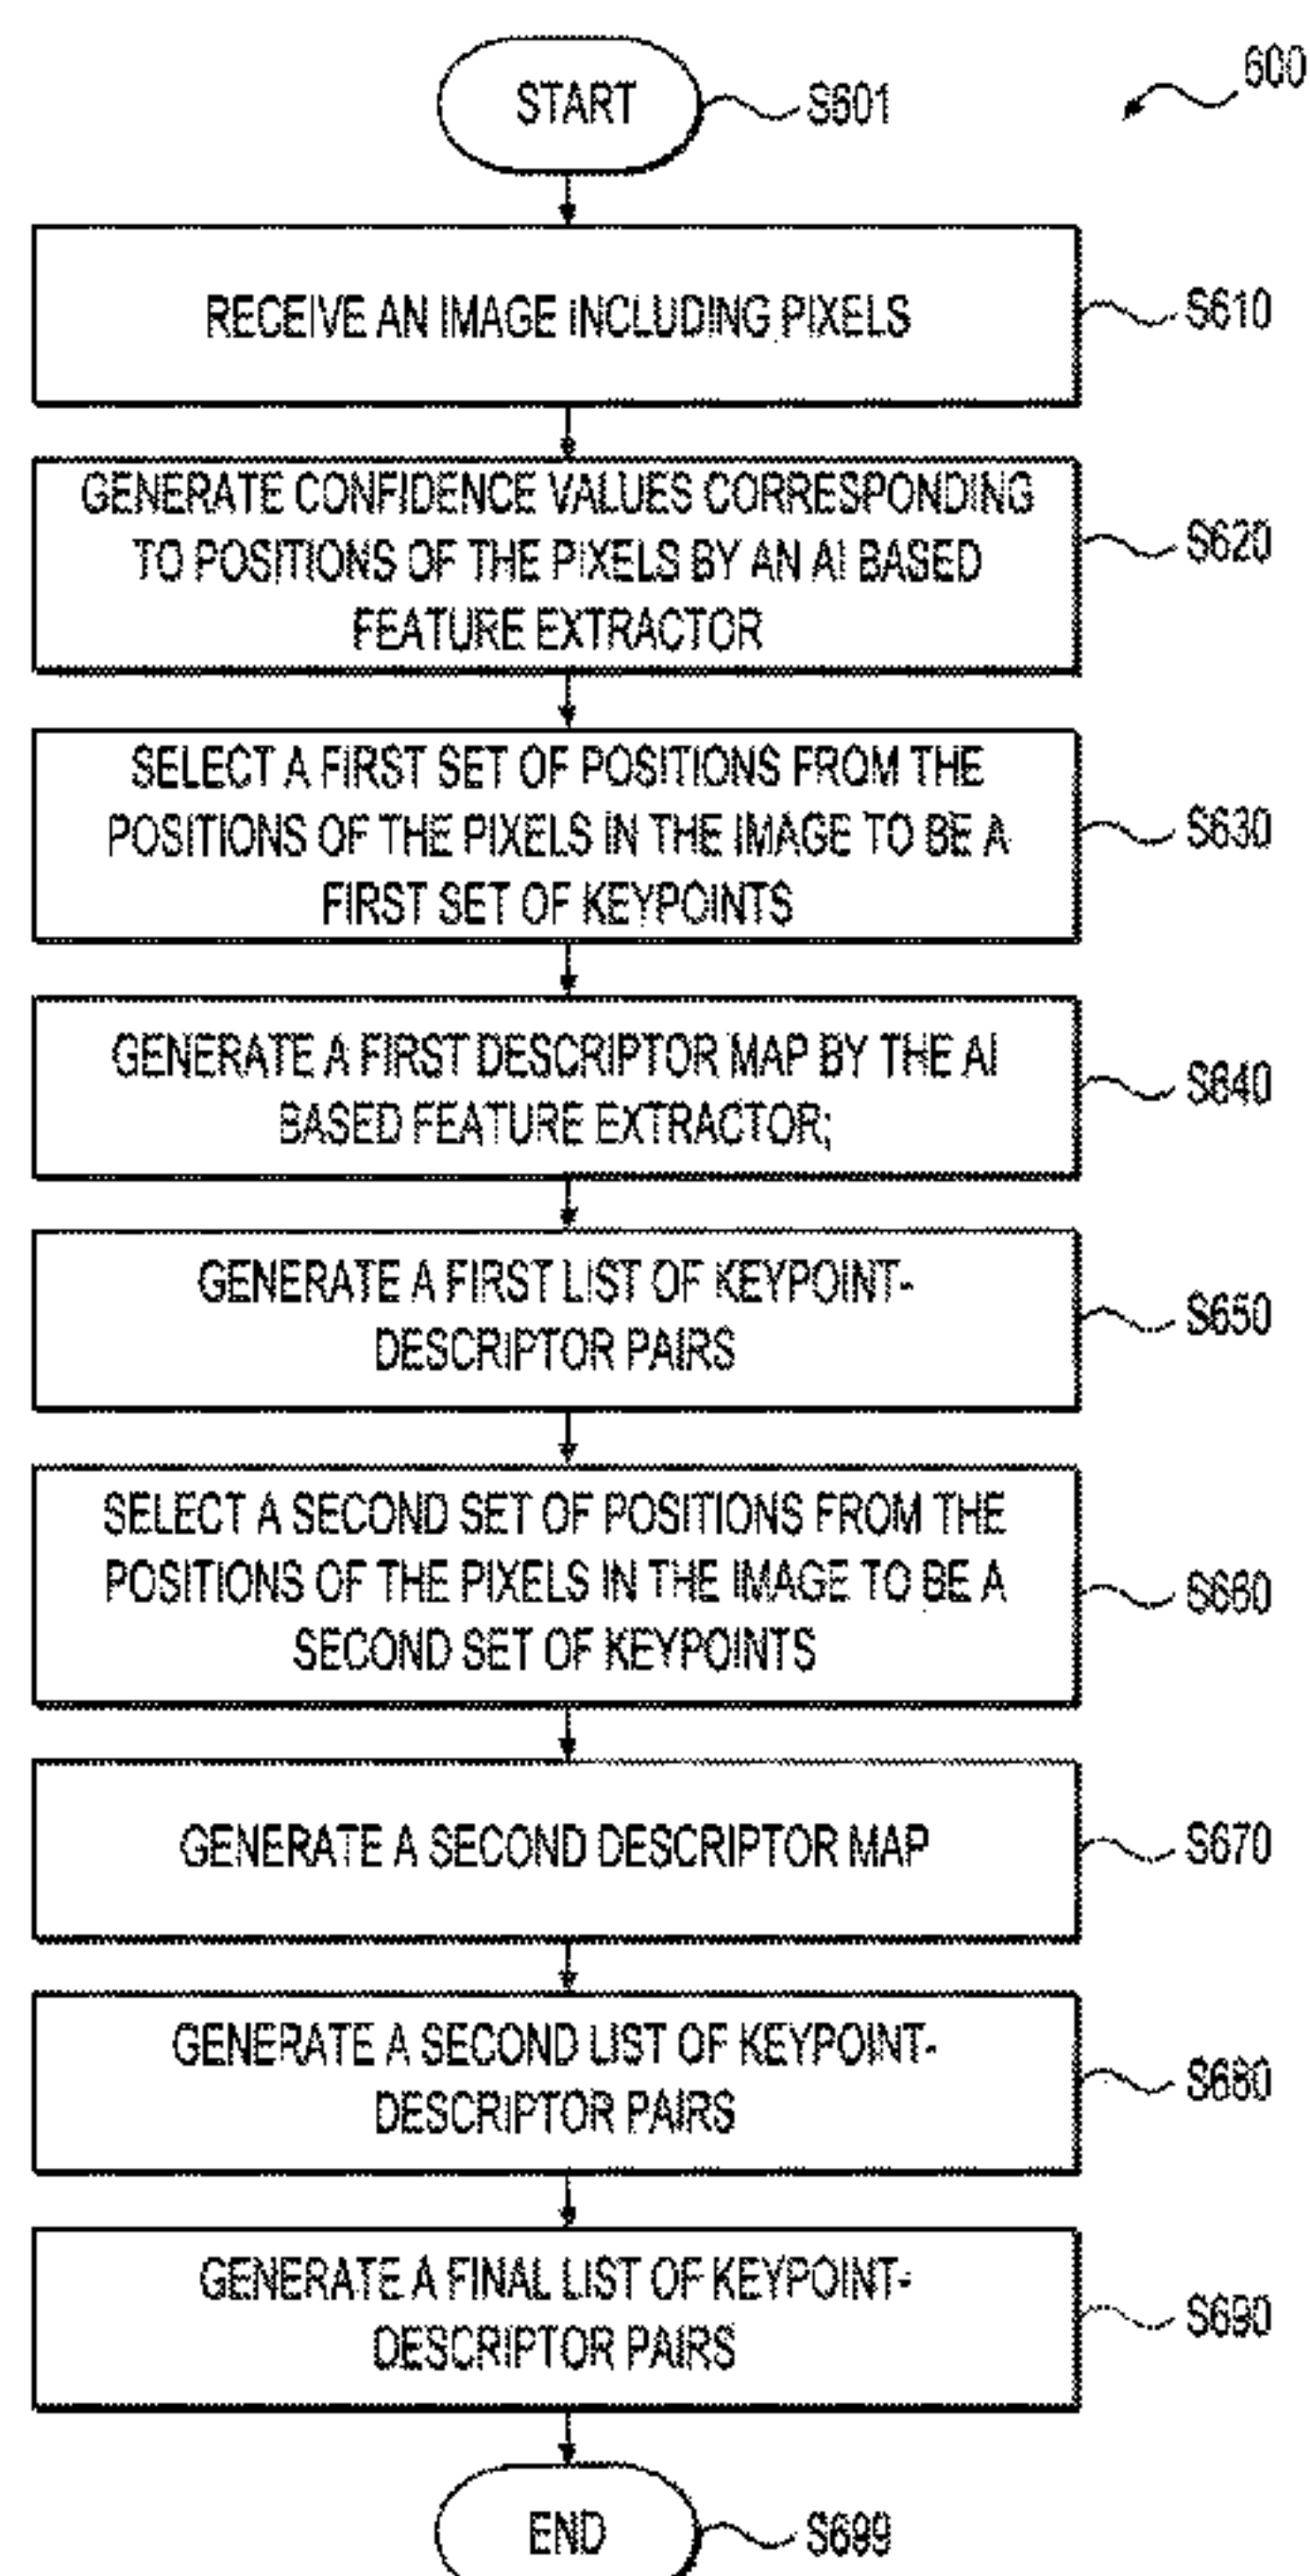 600
START
S601
RECEIVE AN IMAGE INCLUDING PIXELS
S610
GENERATE CONFIDENCE VALUES CORRESPONDING
TO POSITIONS OF THE PIXELS BY AN AI BASED
FEATURE EXTRACTOR
S620
SELECT A FIRST SET OF POSITIONS FROM THE
POSITIONS OF THE PIXELS IN THE IMAGE TO BE A
FIRST SET OF KEYPOINTS
S630
GENERATE A FIRST DESCRIPTOR MAP BY THE AI
BASED FEATURE EXTRACTOR;
S640
GENERATE A FIRST LIST OF KEYPOINT-
DESCRIPTOR PAIRS
S650
SELECT A SECOND SET OF POSITIONS FROM THE
POSITIONS OF THE PIXELS IN THE IMAGE TO BE A
SECOND SET OF KEYPOINTS
S660
GENERATE A SECOND DESCRIPTOR MAP
S670
GENERATE A SECOND LIST OF KEYPOINT-
DESCRIPTOR PAIRS
S680
GENERATE A FINAL LIST OF KEYPOINT-
DESCRIPTOR PAIRS
S690
END
S699